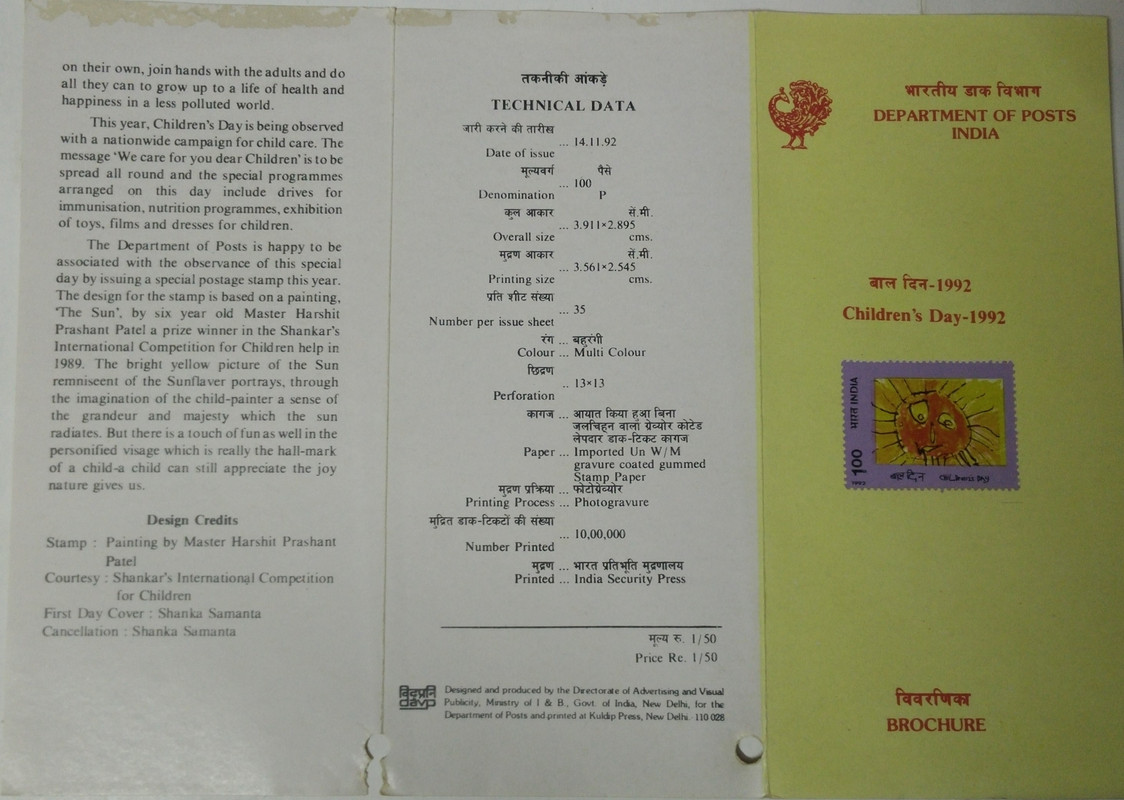 on their own, join hands with the adults and do
all they can to grow up to a life of health and
happiness in a less polluted world.
This year, Children's Day is being observed
with a nationwide campaign for child care. The
message 'We care for you dear Children' is to be
spread all round and the special programmes
arranged on this day include drives for
immunisation, nutrition programmes, exhibition
of toys, films and dresses for children.
The Department of Posts is happy to be
associated with the observance of this special
day by issuing a special postage stamp this year.
The design for the stamp is based on a painting,
'The Sun', by six year old Master Harshit
Prashant Patel a prize winner in the Shankar's
International Competition for Children help in
1989. The bright yellow picture of the Sun
remniscent of the Sunflaver portrays, through
the imagination of the child-painter a sense of
the grandeur and majesty which the sun
radiates. But there is a touch of fun as well in the
personified visage which is really the hall-mark
of a child-a child can still appreciate the joy
nature gives us.
Design Credits
Stamp : Painting by Master Harshit Prashant
Patel
Courtesy : Shankar's International Competition
for Children
First Day Cover : Shanka Samanta
Cancellation : Shanka Samanta
तकनीकी आंकड़े
TECHNICAL DATA
जारी करने की तारीख
... 14.11.92
Date of issue
मूल्यवर्ग पैसे
... 100
Denomination P
कुल आकार सें.मी.
... 3.911×2.895
Overall size cms.
मुद्रण आकार सें.मी.
... 3.561×2.545
Printing size cms.
प्रति शीट संख्या
... 35
Number per issue sheet
रंग ... बहुरंगी
Colour ... Multi Colour
छिद्रण
.. 13×13
Perforation
कागज ... आयात किया हुआ बिना
जलचिहन वाला ग्रेव्योर कोटेड
लेपदार डाक-टिकट कागज
Paper ... Imported Un W/M
gravure coated gummed
Stamp Paper
मुद्रण प्रक्रिया ... फोटोग्रेव्योर
Printing Process ... Photogravure
मुद्रित डाक-टिकटों की संख्या
... 10,00,000
Number Printed
मुद्रण ... भारत प्रतिभूति मुद्रणालय
Printed ... India Security Press
मूल्य रु. 1/50
Price Re. 1/50
विदृप्रनि
davp
Designed and produced by the Directorate of Advertising and Visual
Publicity, Ministry of I & B, Govt. of India, New Delhi, for the
Department of Posts and printed at Kuldip Press, New Delhi 110 028
भारतीय डाक विभाग
DEPARTMENT OF POSTS
INDIA
बाल दिन-1992
Children's Day-1992
भारत INDIA
100
बाल दिन
विवरणिका
BROCHURE